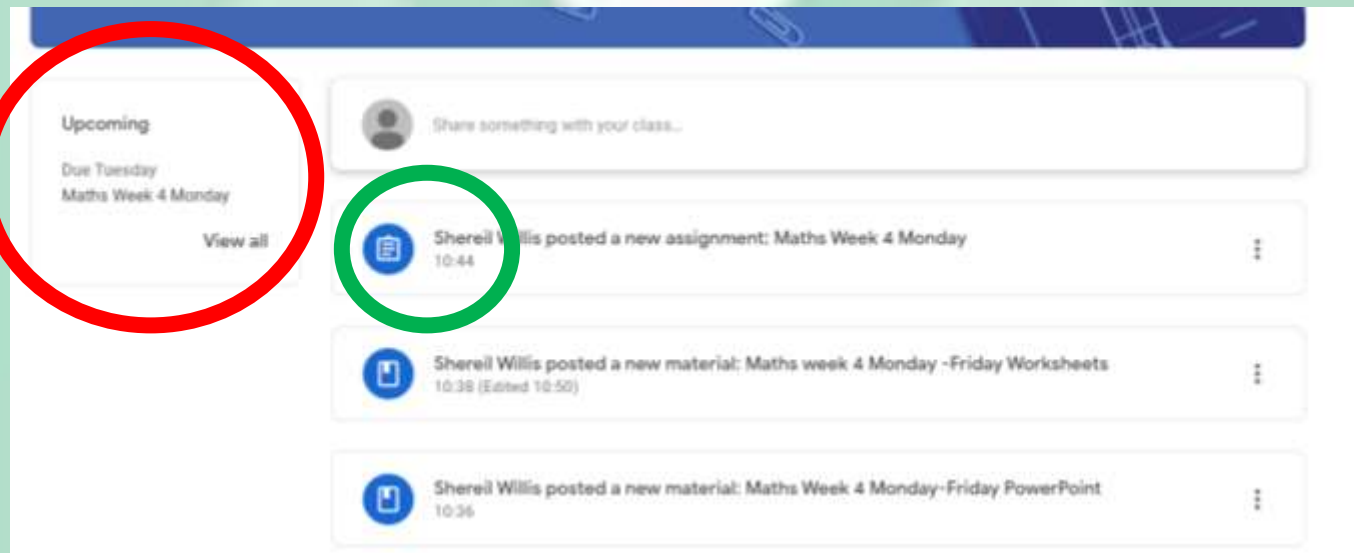 Upcoming
Due Tuesday
Maths Week 4 Monday
View all
Share something with your class...
Shereil Willis posted a new assignment: Maths Week 4 Monday
10:44
Shereil Willis posted a new material: Maths week 4 Monday -Friday Worksheets
10:38 (Edited 10:50)
Shereil Willis posted a new material: Maths Week 4 Monday-Friday PowerPoint
10:36